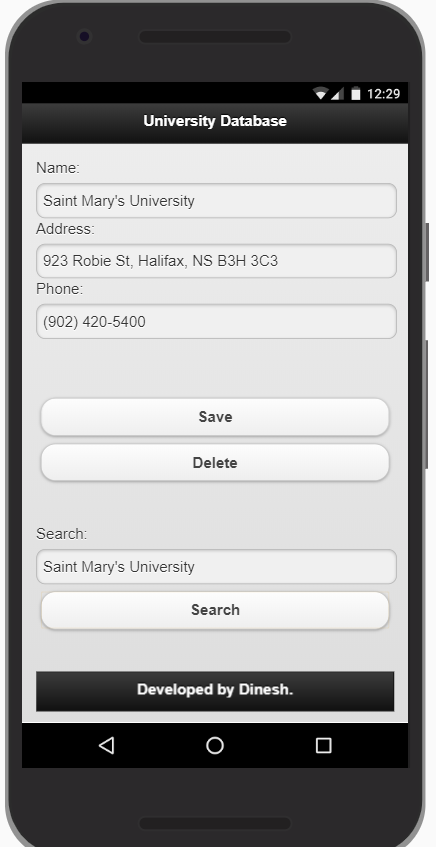 12:29
University Database
Name:
Saint Mary's University
Address:
923 Robie St, Halifax, NS B3H 3C3
Phone:
(902) 420-5400
Save
Delete
Search:
Saint Mary's University
Search
Developed by Dinesh.